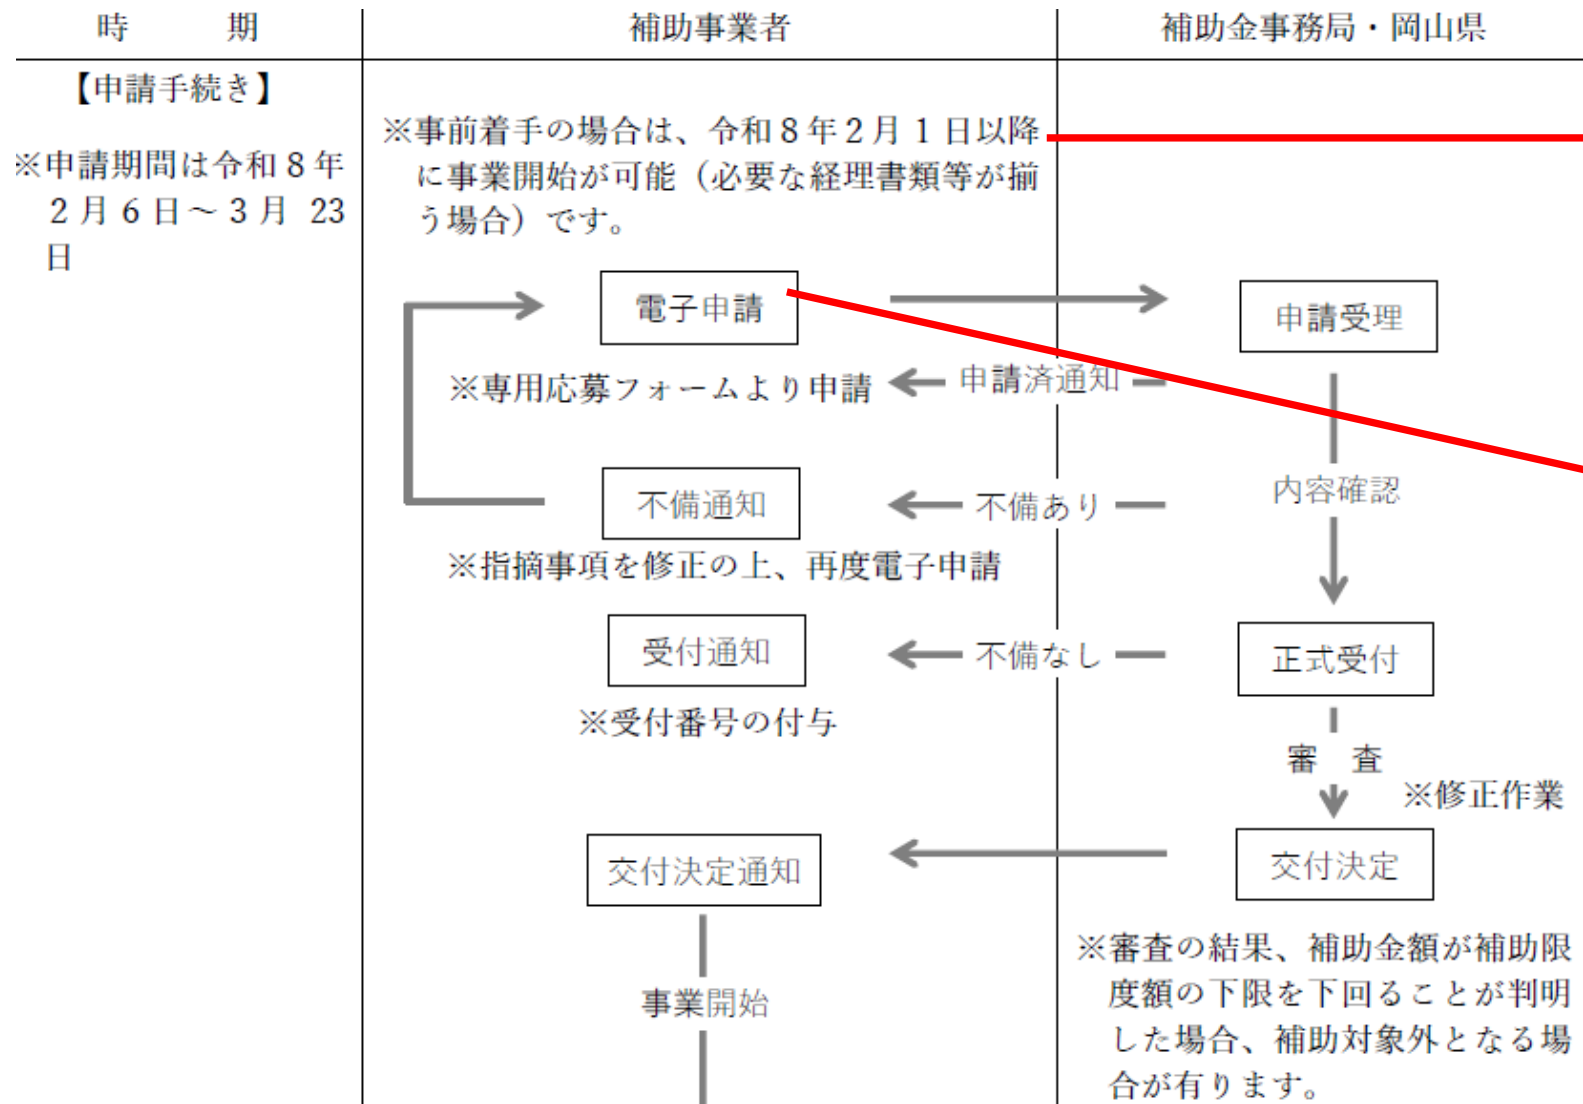 時　　　期
補助事業者
補助金事務局・岡山県
【申請手続き】
※申請期間は令和８年
２月６日～３月 23
日
※事前着手の場合は、令和８年２月１日以降
に事業開始が可能（必要な経理書類等が揃
う場合）です。
電子申請
申請受理
※専用応募フォームより申請
申請済通知
内容確認
不備通知
不備あり
※指摘事項を修正の上、再度電子申請
受付通知
不備なし
正式受付
※受付番号の付与
審　査
※修正作業
交付決定通知
交付決定
事業開始
※審査の結果、補助金額が補助限
度額の下限を下回ることが判明
した場合、補助対象外となる場
合が有ります。